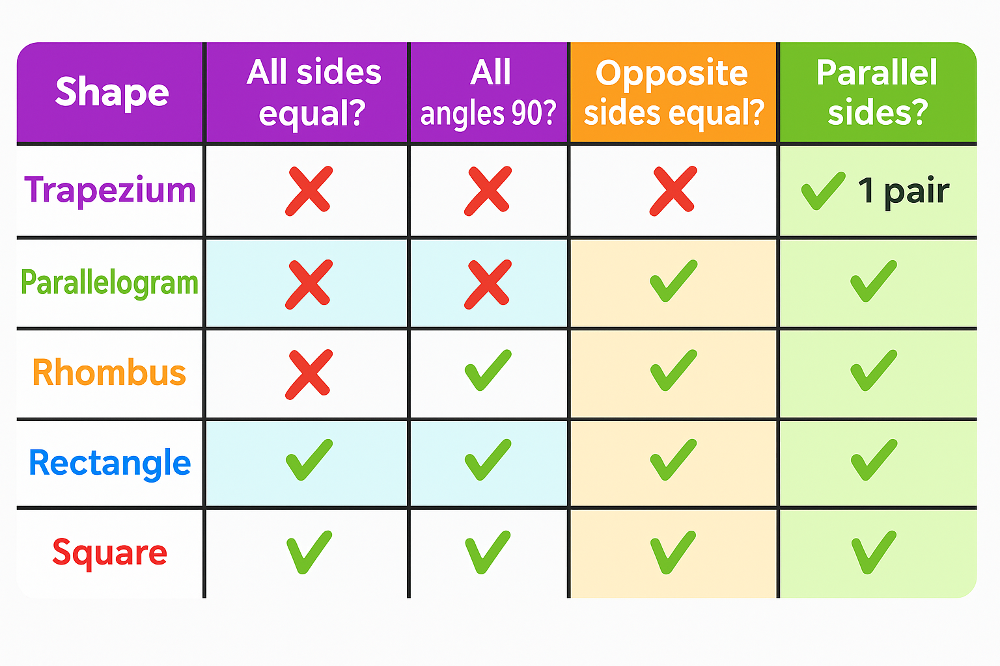 Shape
All sides
equal?
All
angles 90?
Opposite
sides equal?
Parallel
sides?
Trapezium
1 pair
Parallelogram
Rhombus
Rectangle
Square